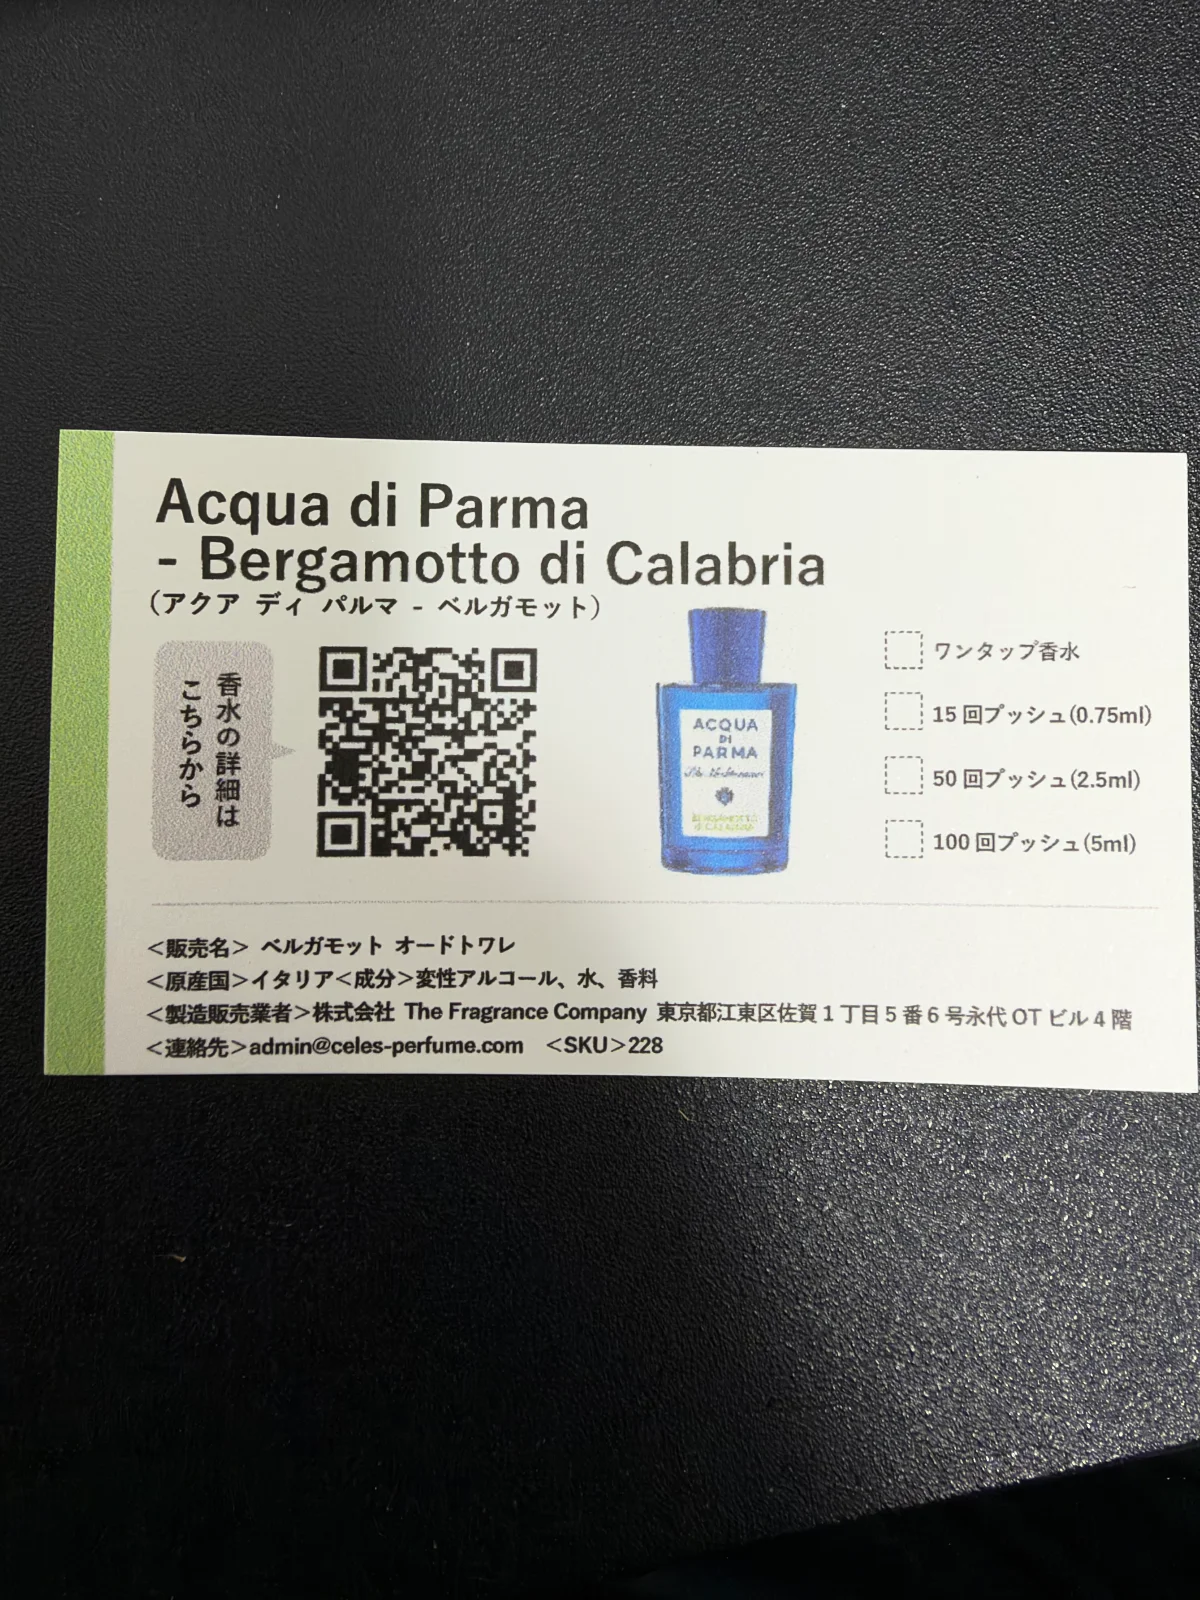 Acqua di Parma
- Bergamotto di Calabria
(アクア ディ パルマ - ベルガモット)
香水の詳細は
こちらから
ACQUA
DI
PARMA
BERGAMOTTO
di CALABRIA
ワンタップ香水
15 回プッシュ(0.75ml)
50 回プッシュ(2.5ml)
100 回プッシュ(5ml)
<販売名> ベルガモット オードトワレ
<原産国>イタリア<成分>変性アルコール、水、香料
<製造販売業者>株式会社 The Fragrance Company 東京都江東区佐賀 1 丁目 5 番 6 号永代 OT ビル 4 階
<連絡先>admin@celes-perfume.com <SKU>228